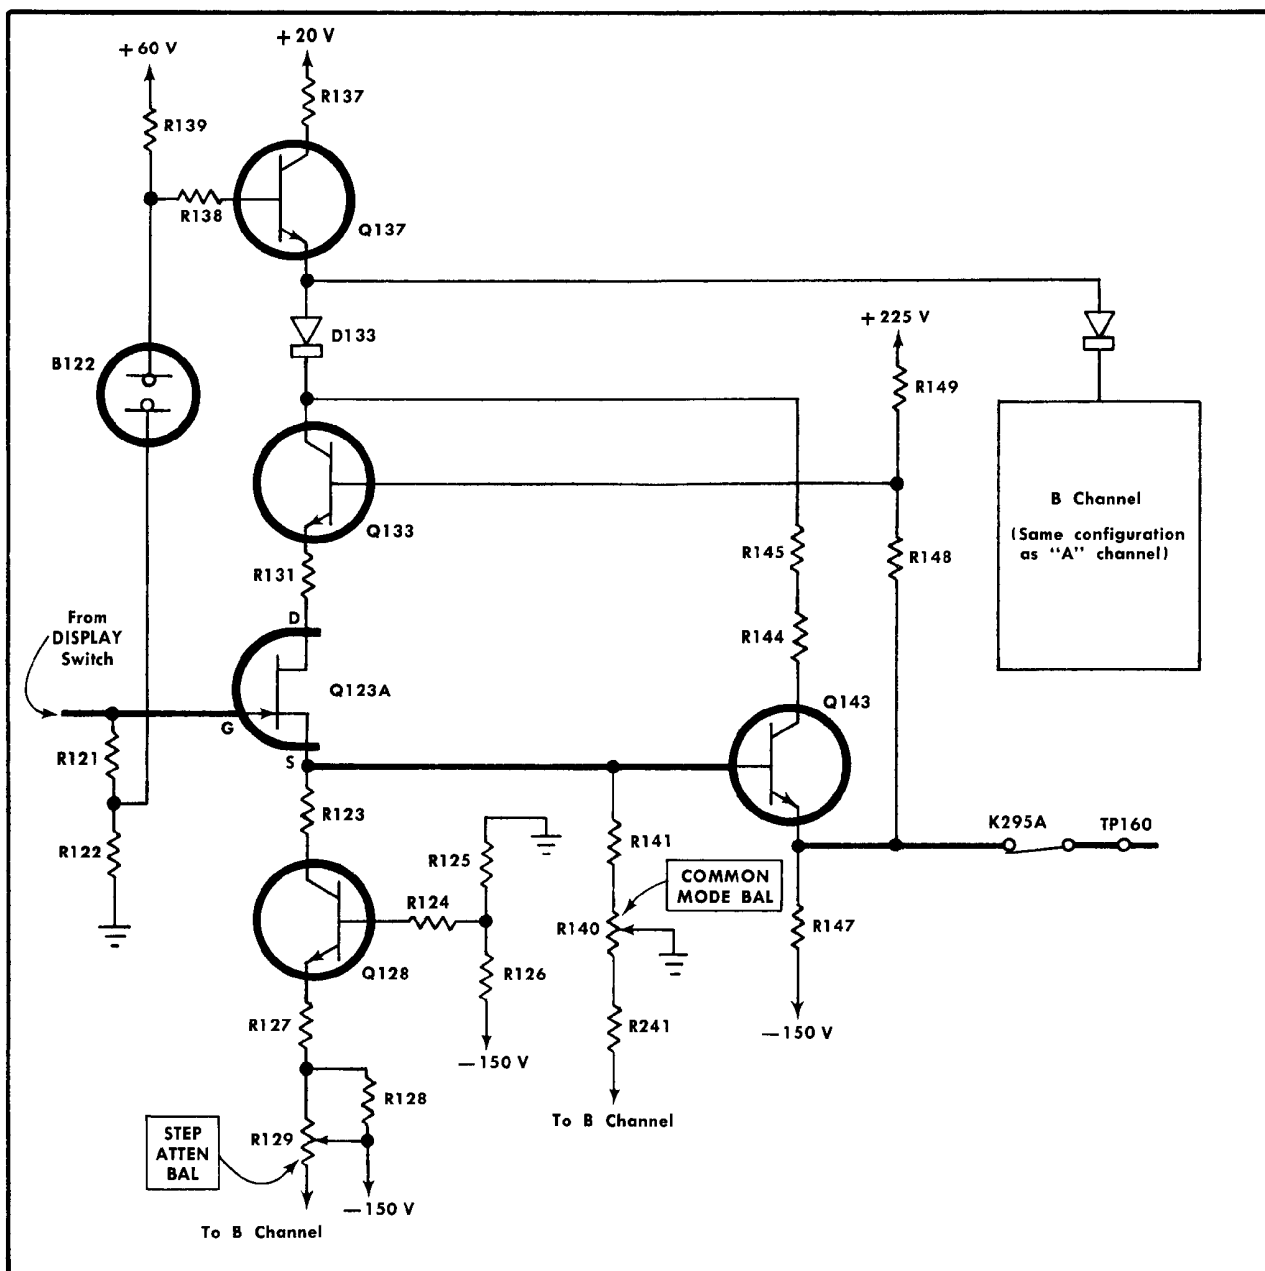 +60 V
+20 V
R137
R139
R138
Q137
D133
+225 V
B122
R149
B Channel
(Same configuration
as "A" channel)
Q133
R145
R148
R131
From
DISPLAY
Switch
D
R144
Q123A
Q143
G
R121
S
R123
K295A
TP160
R122
R125
R141
COMMON
MODE BAL
R124
R140
R147
Q128
R126
R127
R241
—150 V
—150 V
R128
To B Channel
STEP
ATTEN
BAL
R129
—150 V
To B Channel